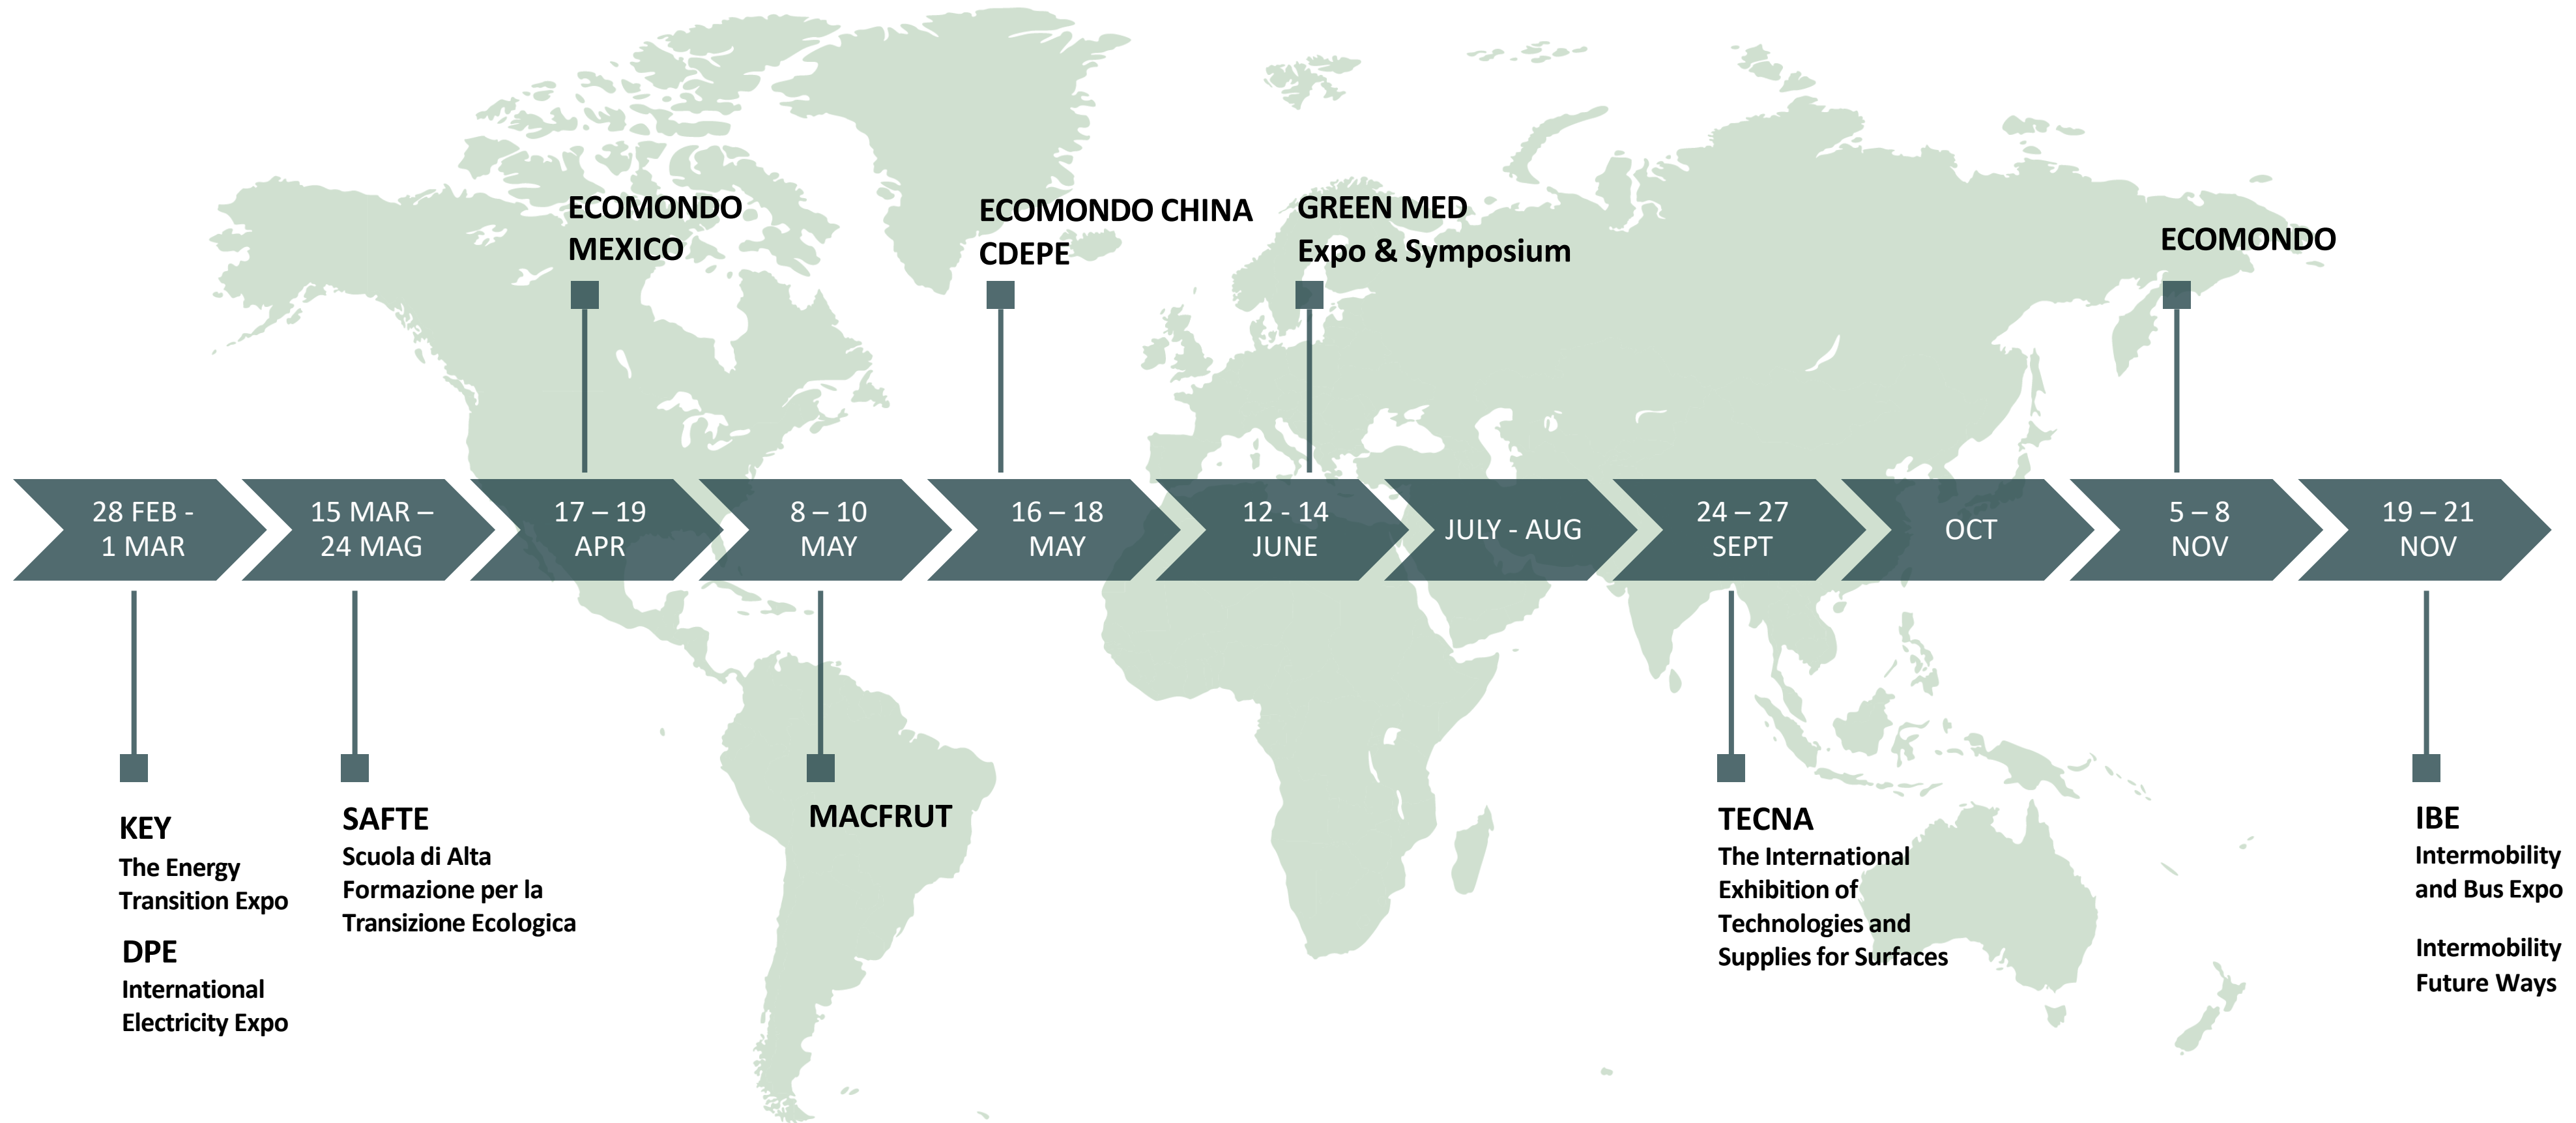 ECOMONDO
MEXICO
ECOMONDO CHINA
CDEPE
GREEN MED
Expo & Symposium
ECOMONDO
28 FEB -
1 MAR
15 MAR –
24 MAG
17 – 19
APR
8 – 10
MAY
16 – 18
MAY
12 - 14
JUNE
JULY - AUG
24 – 27
SEPT
OCT
5 – 8
NOV
19 – 21
NOV
KEY
The Energy
Transition Expo
DPE
International
Electricity Expo
SAFTE
Scuola di Alta
Formazione per la
Transizione Ecologica
MACFRUT
TECNA
The International
Exhibition of
Technologies and
Supplies for Surfaces
IBE
Intermobility
and Bus Expo
Intermobility
Future Ways